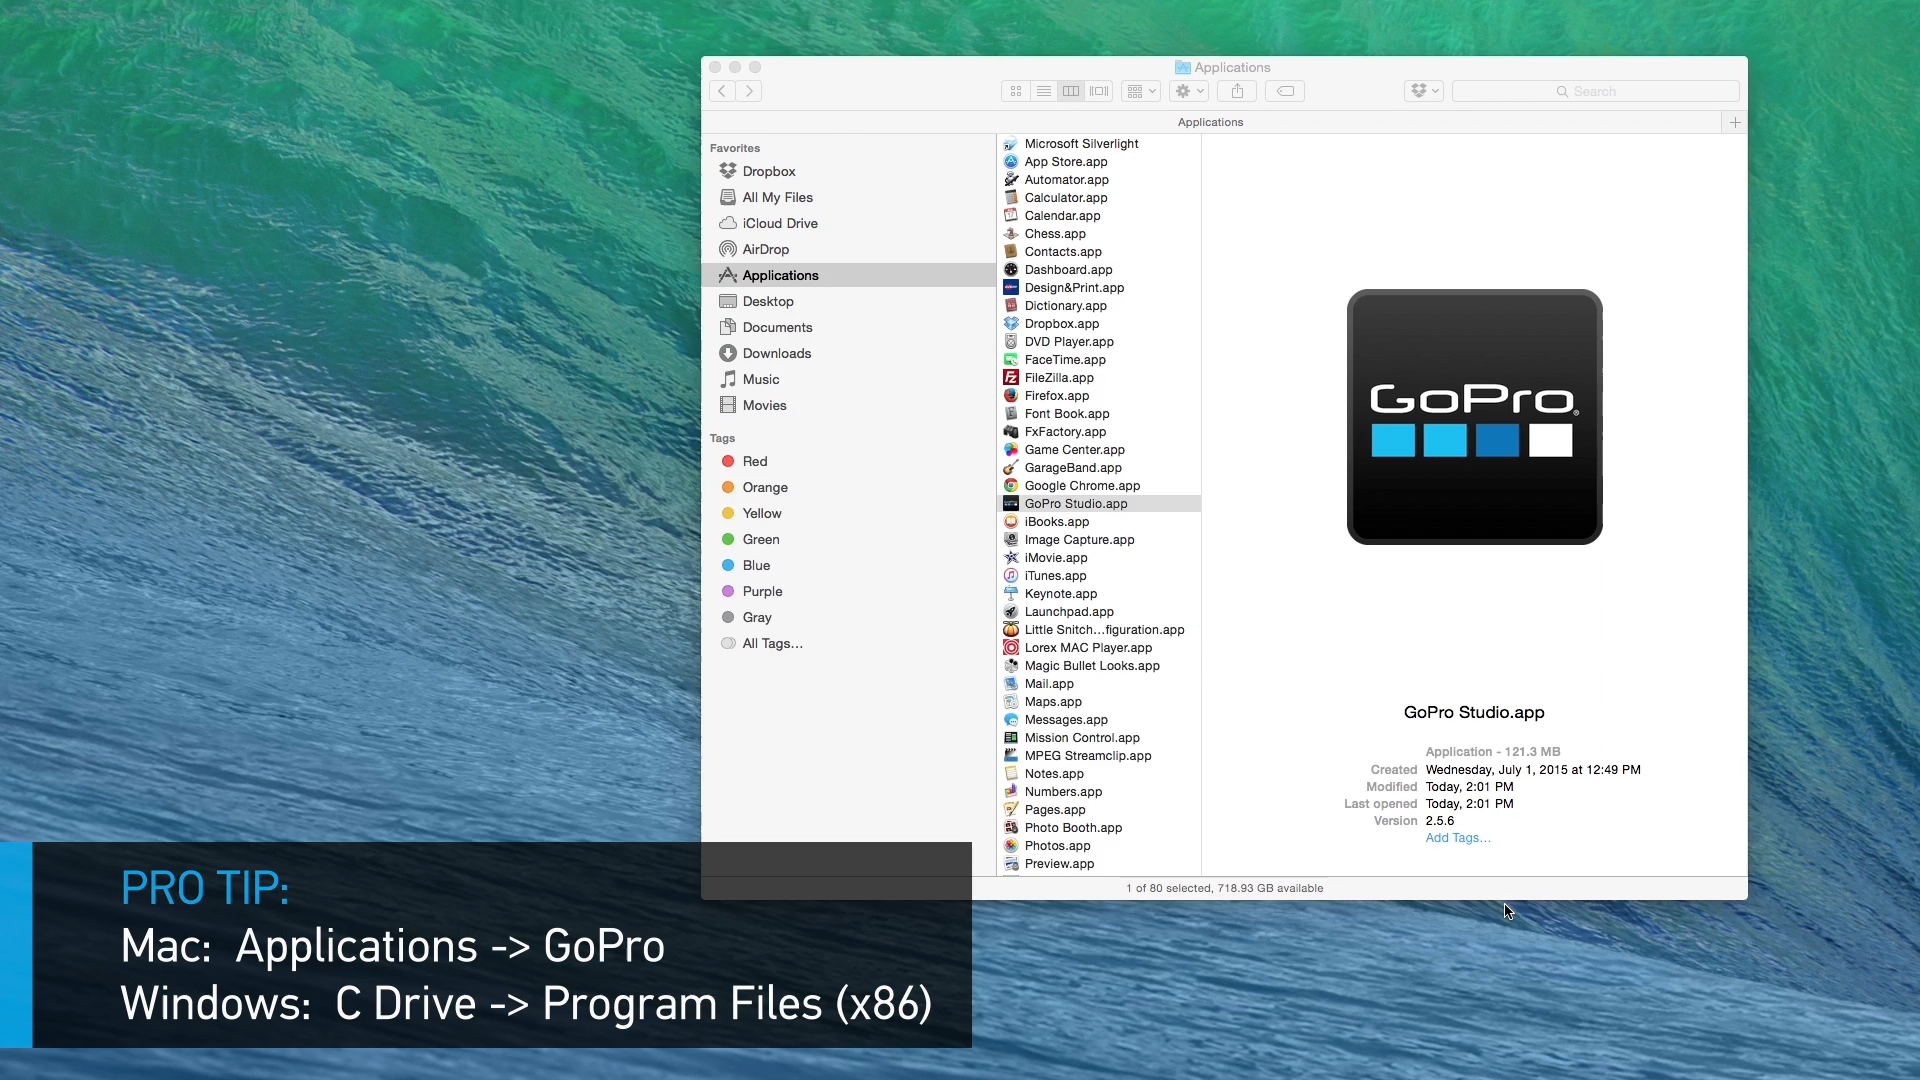 Applications
Search
Applications
Favorites
Dropbox
All My Files
iCloud Drive
AirDrop
Applications
Desktop
Documents
Downloads
Music
Movies
Tags
Red
Orange
Yellow
Green
Blue
Purple
Gray
All Tags...
Microsoft Silverlight
App Store.app
Automator.app
Calculator.app
Calendar.app
Chess.app
Contacts.app
Dashboard.app
Design&Print.app
Dictionary.app
Dropbox.app
DVD Player.app
FaceTime.app
FileZilla.app
Firefox.app
Font Book.app
FxFactory.app
Game Center.app
GarageBand.app
Google Chrome.app
GoPro Studio.app
iBooks.app
Image Capture.app
iMovie.app
iTunes.app
Keynote.app
Launchpad.app
Little Snitch...figuration.app
Lorex MAC Player.app
Magic Bullet Looks.app
Mail.app
Maps.app
Messages.app
Mission Control.app
MPEG Streamclip.app
Notes.app
Numbers.app
Pages.app
Photo Booth.app
Photos.app
Preview.app
GoPro®
GoPro Studio.app
Application - 121.3 MB
Created Wednesday, July 1, 2015 at 12:49 PM
Modified Today, 2:01 PM
Last opened Today, 2:01 PM
Version 2.5.6
Add Tags...
1 of 80 selected, 718.93 GB available
PRO TIP:
Mac: Applications -> GoPro
Windows: C Drive -> Program Files (x86)